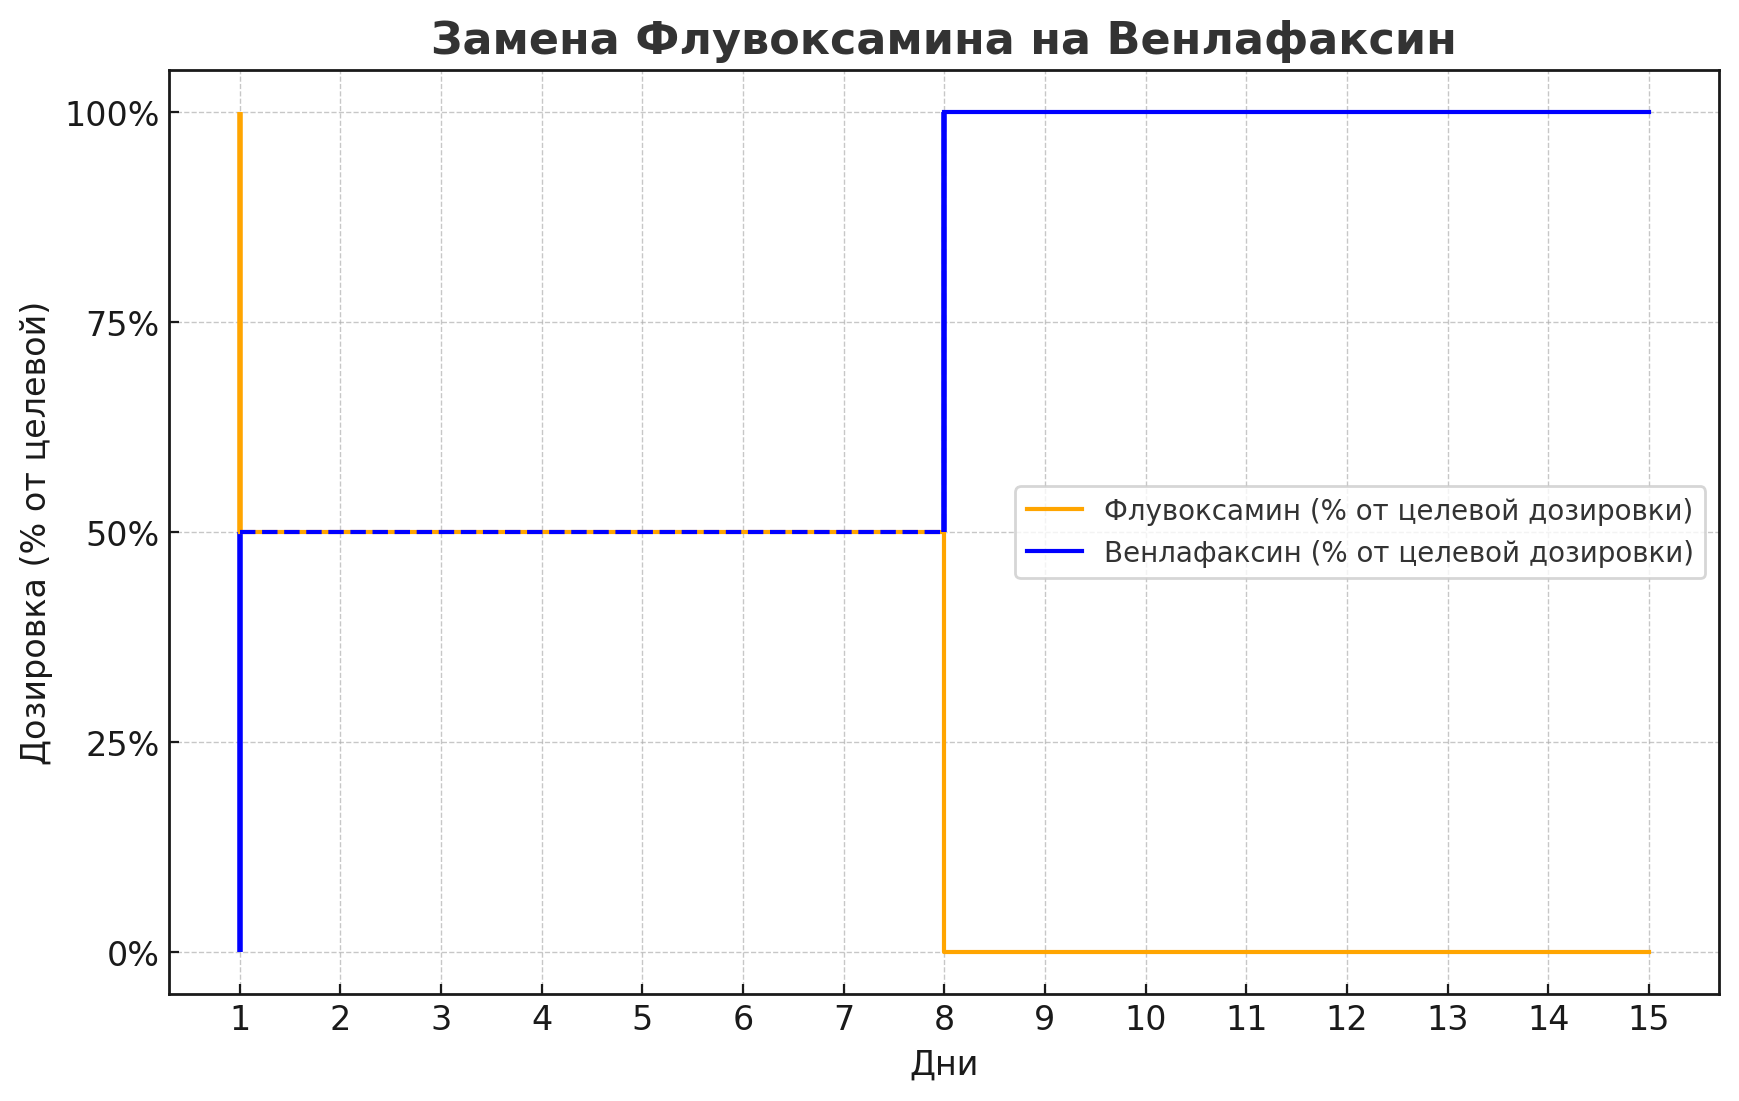 Замена Флувоксамина на Венлафаксин
Дозировка (% от целевой)
100%
75%
50%
25%
0%
Флувоксамин (% от целевой дозировки)
Венлафаксин (% от целевой дозировки)
1 2 3 4 5 6 7 8 9 10 11 12 13 14 15
Дни